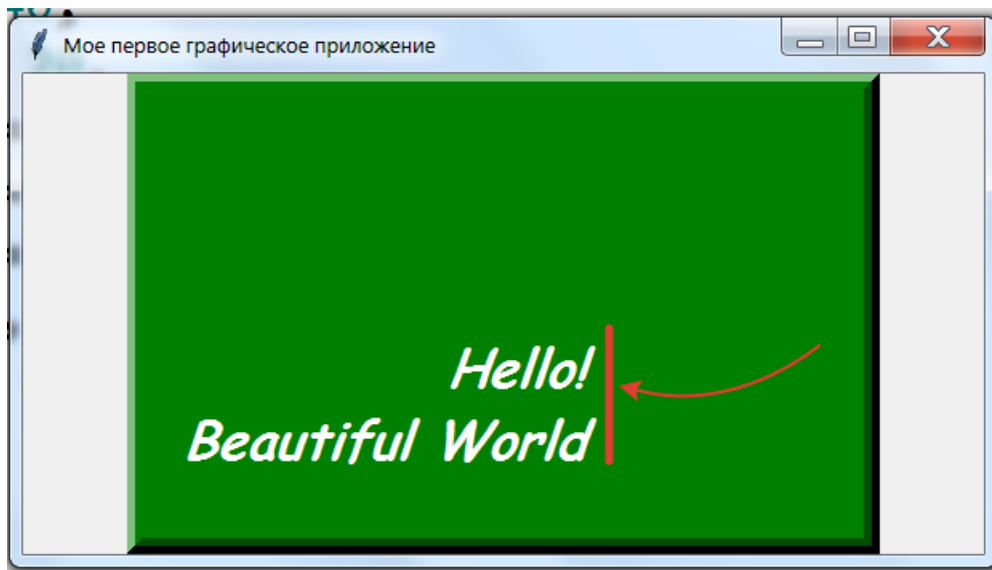 Мое первое графическое приложение
Hello!
Beautiful World